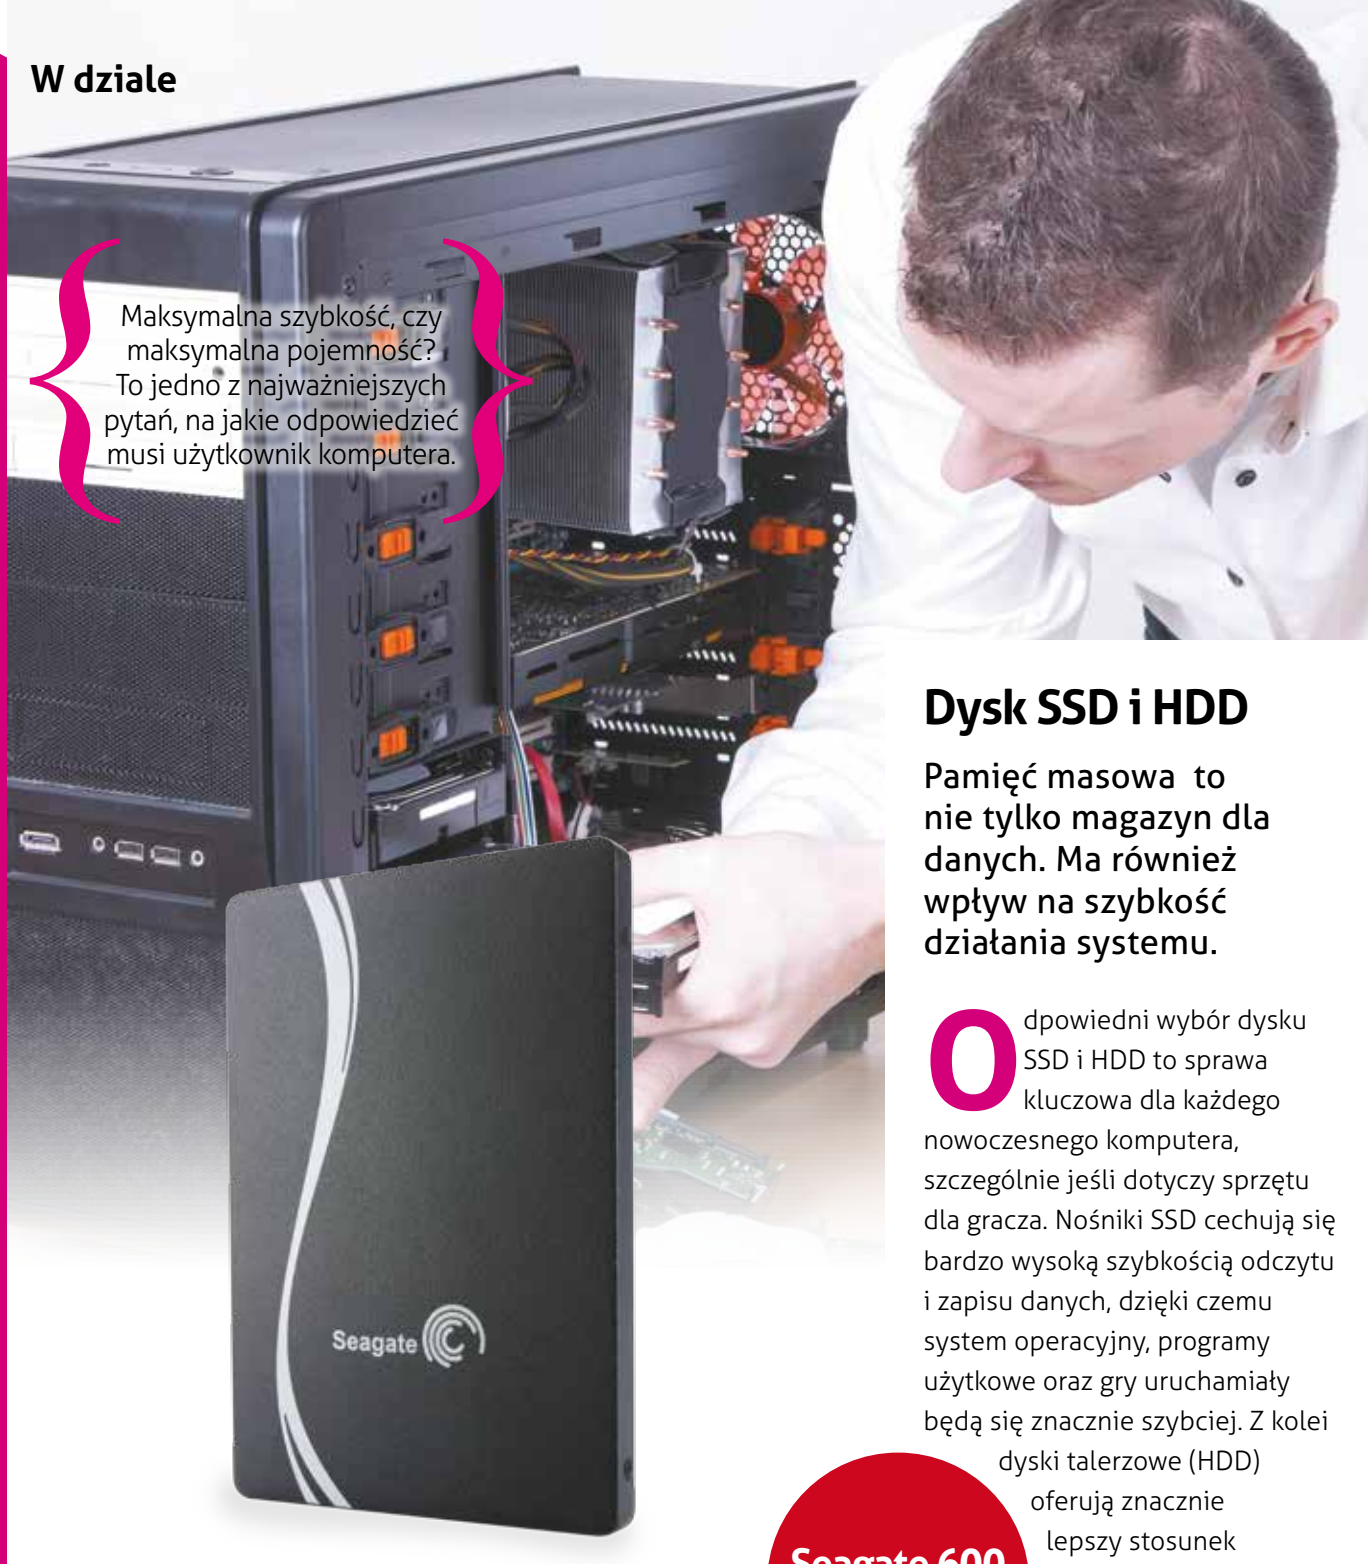 W dziale
Maksymalna szybkość, czy
maksymalna pojemność?
To jedno z najważniejszych
pytań, na jakie odpowiedzieć
musi użytkownik komputera.
Dysk SSD i HDD
Pamięć masowa to
nie tylko magazyn dla
danych. Ma również
wpływ na szybkość
działania systemu.
Odpowiedni wybór dysku
SSD i HDD to sprawa
kluczowa dla każdego
nowoczesnego komputera,
szczególnie jeśli dotyczy sprzętu
dla gracza. Nośniki SSD cechują się
bardzo wysoką szybkością odczytu
i zapisu danych, dzięki czemu
system operacyjny, programy
użytkowe oraz gry uruchamiały
będą się znacznie szybciej. Z kolei
dyski talerzowe (HDD)
oferują znacznie
lepszy stosunek
Seagate
Seagate 600